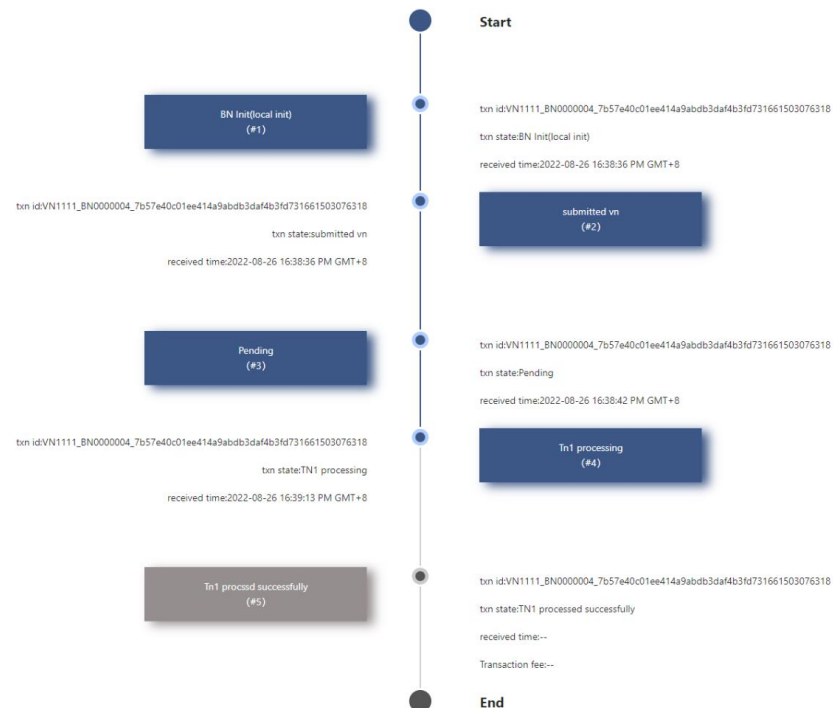 Start
BN Init(local init)
(#1)
txn id:VN1111_BN0000004_7b57e40c01ee414a9abdb3daf4b3fd731661503076318
txn state:BN Init(local init)
received time:2022-08-26 16:38:36 PM GMT+8
txn id:VN1111_BN0000004_7b57e40c01ee414a9abdb3daf4b3fd731661503076318
txn state:submitted vn
received time:2022-08-26 16:38:36 PM GMT+8
submitted vn
(#2)
Pending
(#3)
txn id:VN1111_BN0000004_7b57e40c01ee414a9abdb3daf4b3fd731661503076318
txn state:Pending
received time:2022-08-26 16:38:42 PM GMT+8
txn id:VN1111_BN0000004_7b57e40c01ee414a9abdb3daf4b3fd731661503076318
txn state:TN1 processing
received time:2022-08-26 16:39:13 PM GMT+8
Tn1 processing
(#4)
Tn1 procssd successfully
(#5)
txn id:VN1111_BN0000004_7b57e40c01ee414a9abdb3daf4b3fd731661503076318
txn state:TN1 processed successfully
received time:--
Transaction fee:--
End